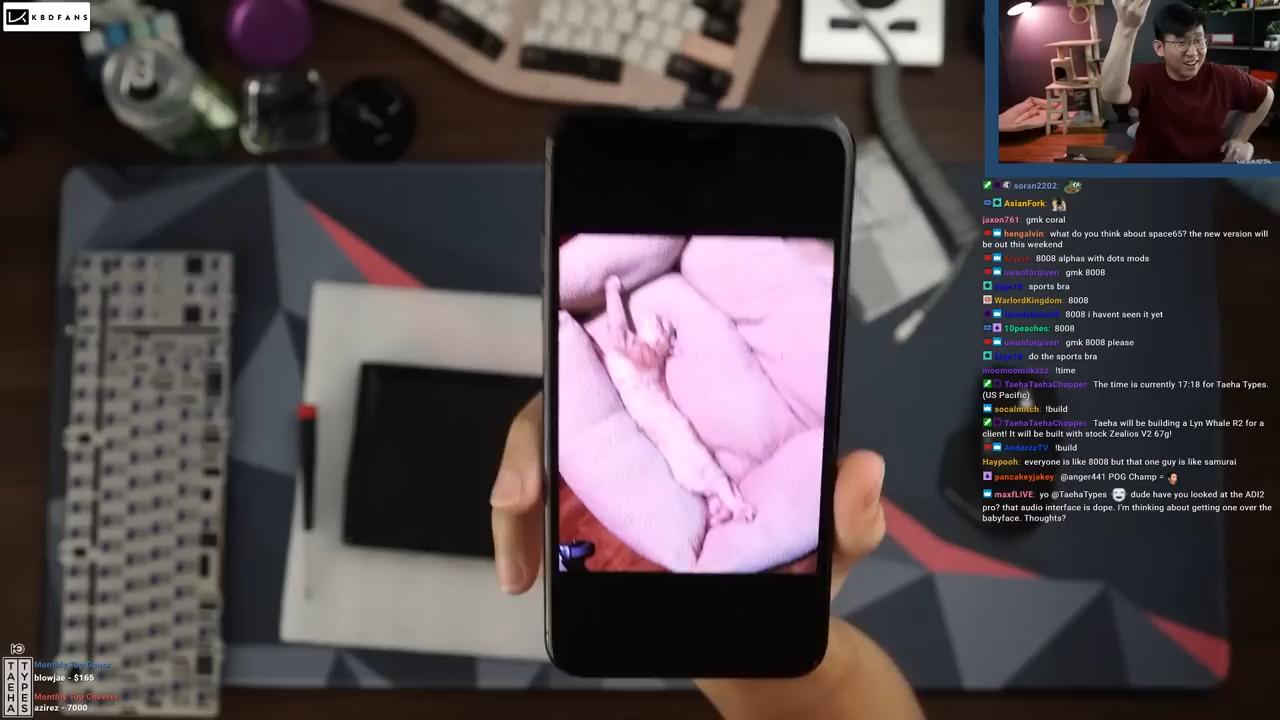 KBDFANS
soran2202:
AsianFork:
jaxon761: gmk coral
hengalvin: what do you think about space65? the new version will
be out this weekend
Kryzie: 8008 alphas with dots mods
uwunforgiven gmk 8008
sports bra
WarlordKingdom: 8008
8008 i havent seen it yet
10peaches: 8008
uwunforgiven gmk 8008 please
do the sports bra
moomoomilkzzz: !time
TaehaTaehaChopper: The time is currently 17:18 for Taeha Types.
(US Pacific)
socalmitch: !build
TaehaTaehaChopper: Taeha will be building a Lyn Whale R2 for a
client! It will be built with stock Zealios V2 67g!
AnderzzTV: !build
Haypooh: everyone is like 8008 but that one guy is like samurai
pancakeyjakey: @anger441 POG Champ =
maxfLIVE: yo @TaehaTypes dude have you looked at the ADI2
pro? that audio interface is dope. I'm thinking about getting one over the
babyface. Thoughts?
TAEHA
TYPES
Monthly Top Donor
blowjae - $165
Monthly Top Cheerer
azirez - 7000